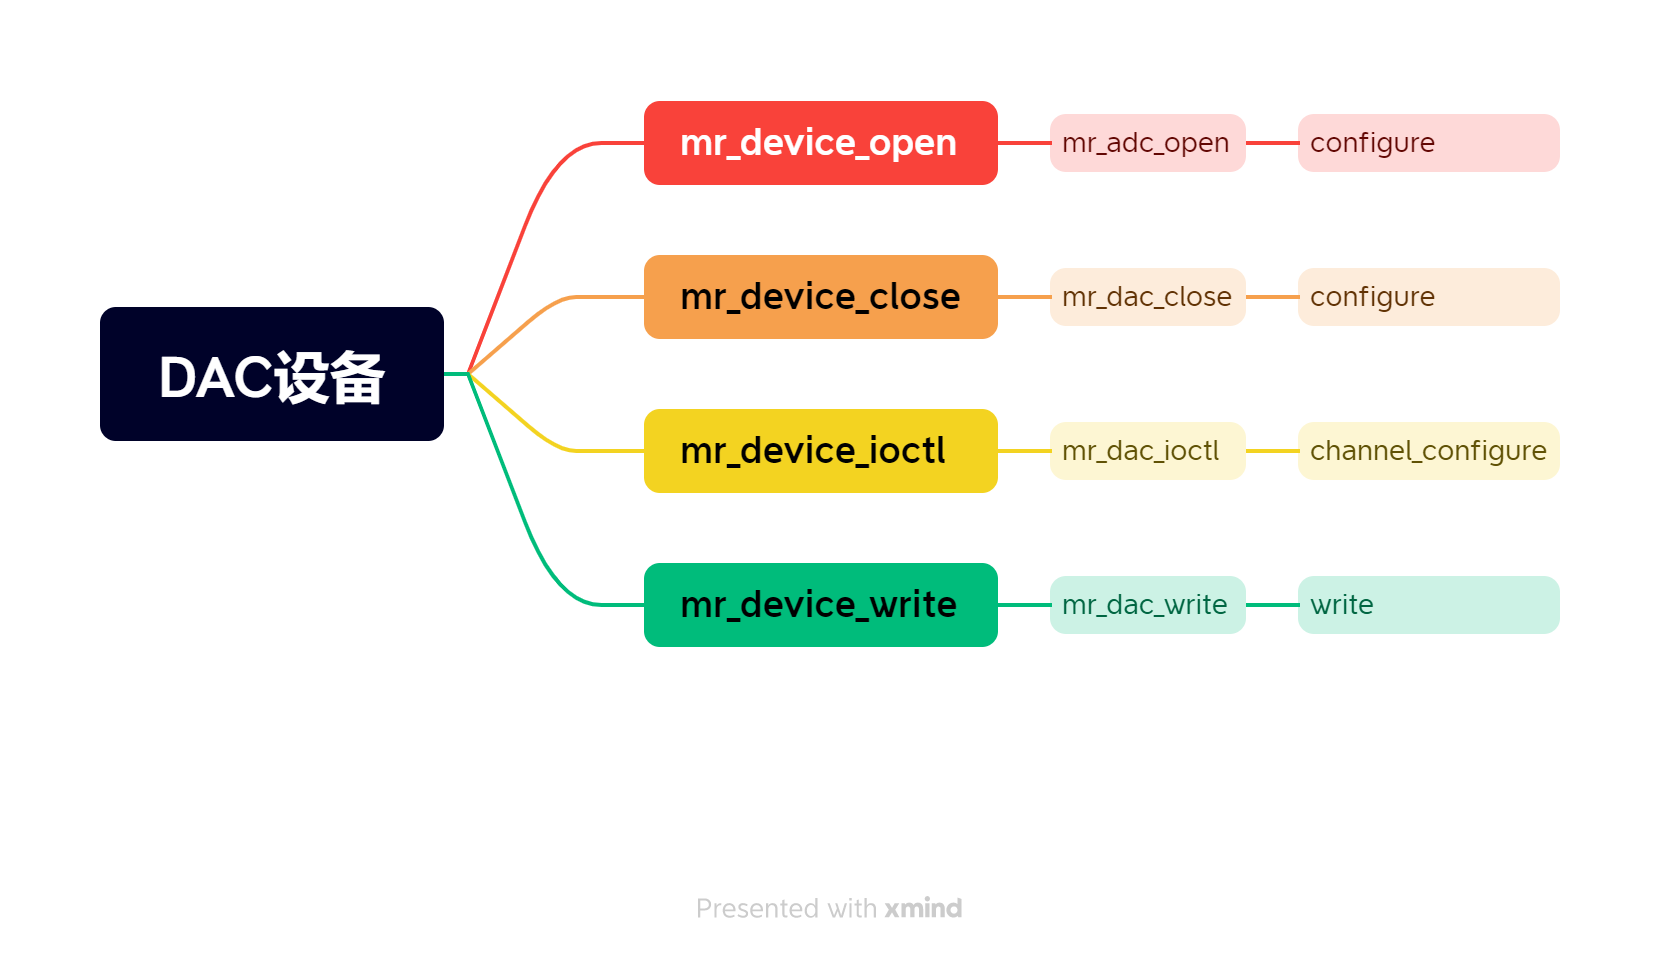 DAC设备
mr_device_open
mr_adc_open
configure
mr_device_close
mr_dac_close
configure
mr_device_ioctl
mr_dac_ioctl
channel_configure
mr_device_write
mr_dac_write
write
Presented with xmind